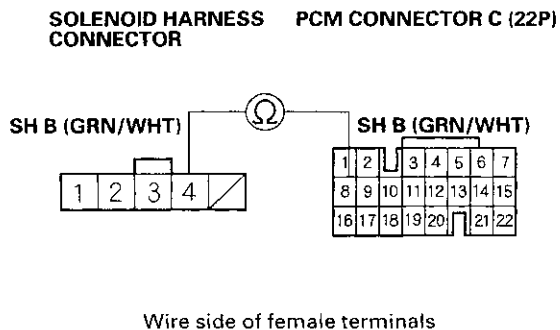 SOLENOID HARNESS CONNECTOR
PCM CONNECTOR C (22P)
Ω
SH B (GRN/WHT)
SH B (GRN/WHT)
1 2 3 4
1 2 3 4 5 6 7
8 9 10 11 12 13 14 15
16 17 18 19 20 21 22
Wire side of female terminals